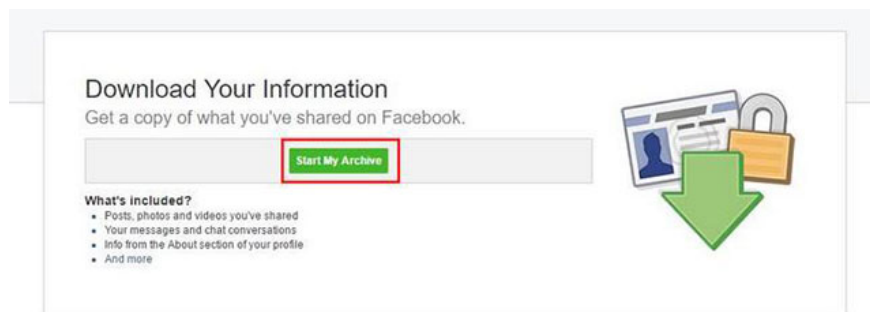 Download Your Information
Get a copy of what you've shared on Facebook.
Start My Archive
What's included?
Posts, photos and videos you've shared
Your messages and chat conversations
Info from the About section of your profile
And more